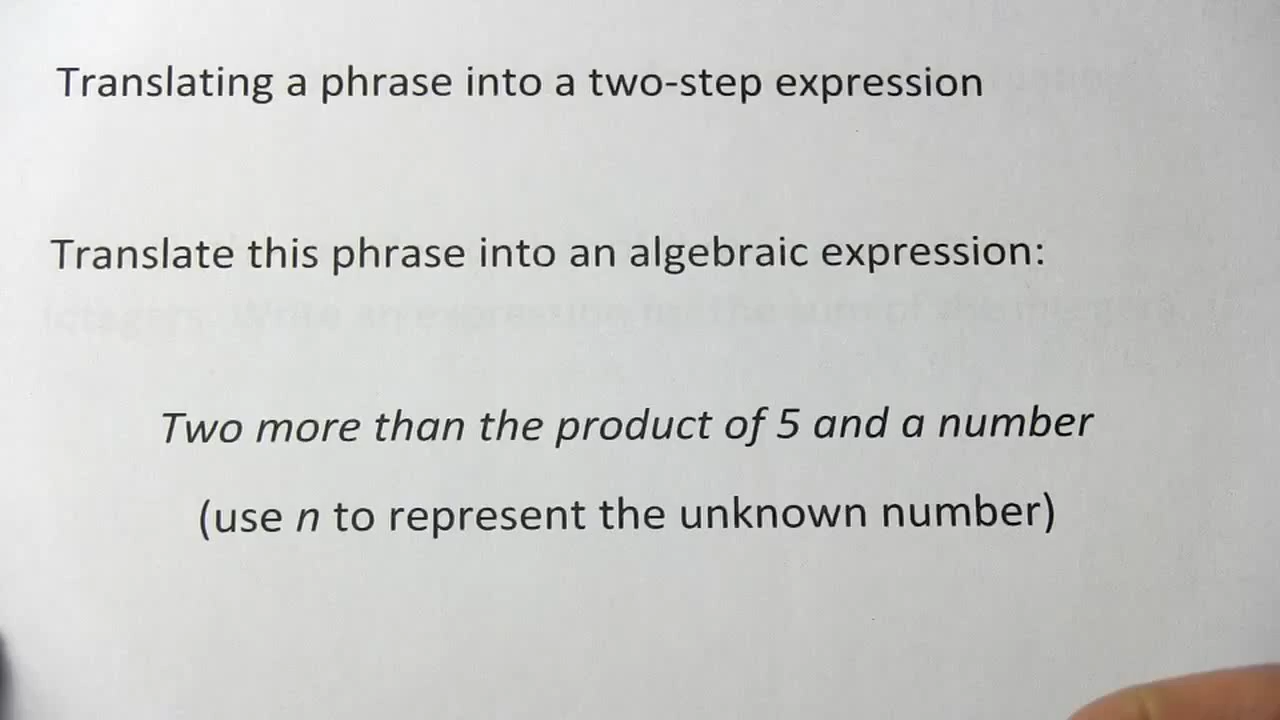 Translating a phrase into a two-step expression
Translate this phrase into an algebraic expression:
Two more than the product of 5 and a number
(use n to represent the unknown number)